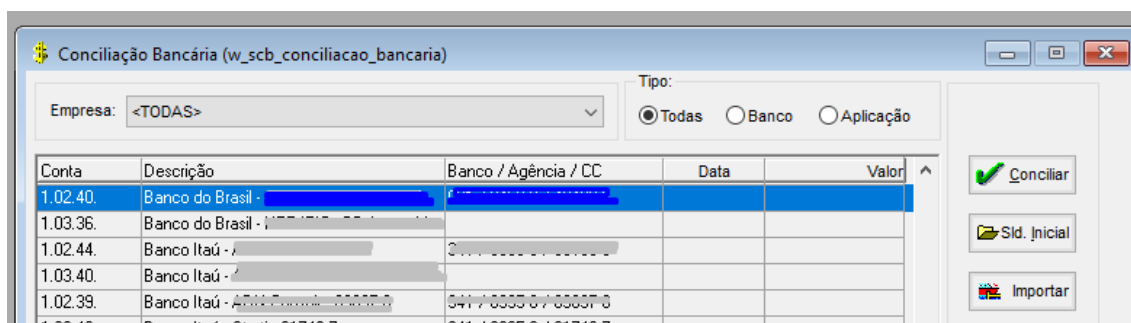 Conciliação Bancária (w_scb_conciliacao_bancaria)
Tipo:
Empresa: <TODAS>
Todas Banco Aplicação
Conta Descrição Banco / Agência / CC Data Valor
Conciliar
1.02.40. Banco do Brasil -
1.03.36. Banco do Brasil -
Sld. Inicial
1.02.44. Banco Itaú -
1.03.40. Banco Itaú -
Importar
1.02.39. Banco Itaú -